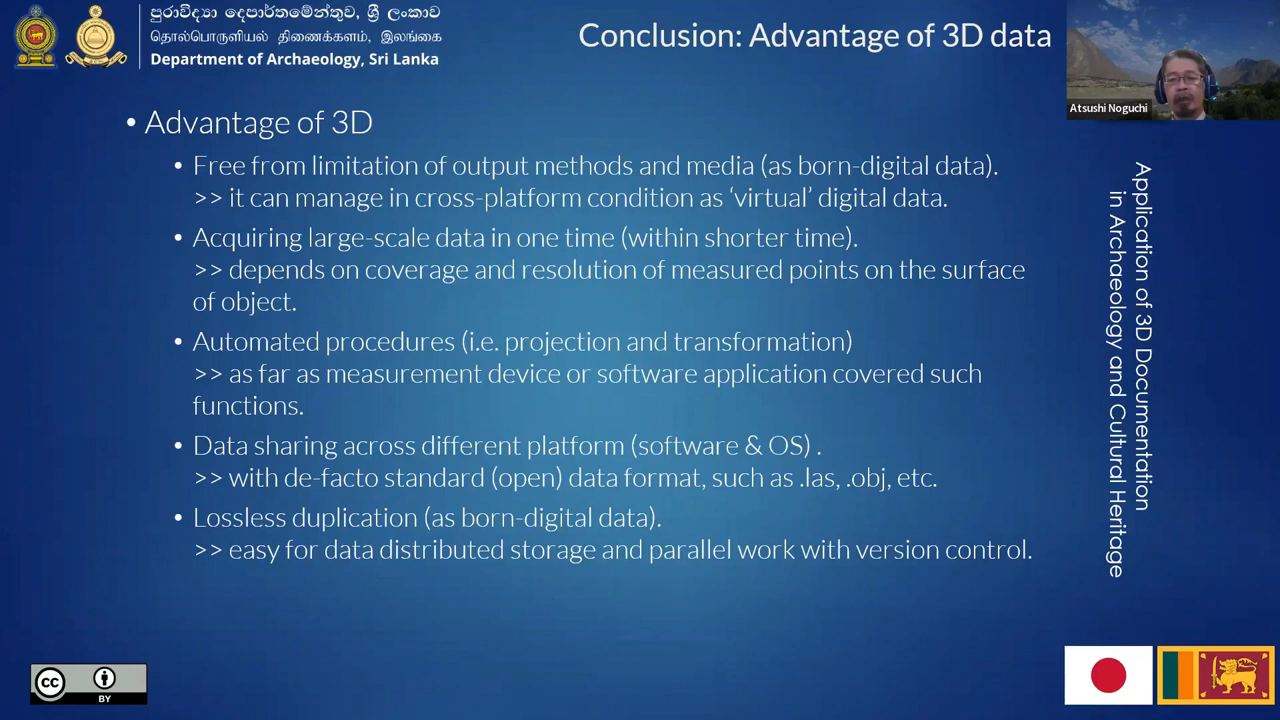 පුරාවිද්‍යා දෙපාර්තමේන්තුව, ශ්‍රී ලංකාව
தொல்பொருளியல் திணைக்களம், இலங்கை
Department of Archaeology, Sri Lanka
Conclusion: Advantage of 3D data
Atsushi Noguchi
• Advantage of 3D
• Free from limitation of output methods and media (as born-digital data).
>> it can manage in cross-platform condition as ‘virtual’ digital data.
• Acquiring large-scale data in one time (within shorter time).
>> depends on coverage and resolution of measured points on the surface
of object.
• Automated procedures (i.e. projection and transformation)
>> as far as measurement device or software application covered such
functions.
• Data sharing across different platform (software & OS) .
>> with de-facto standard (open) data format, such as .las, .obj, etc.
• Lossless duplication (as born-digital data).
>> easy for data distributed storage and parallel work with version control.
Application of 3D Documentation
in Archaeology and Cultural Heritage
cc
BY